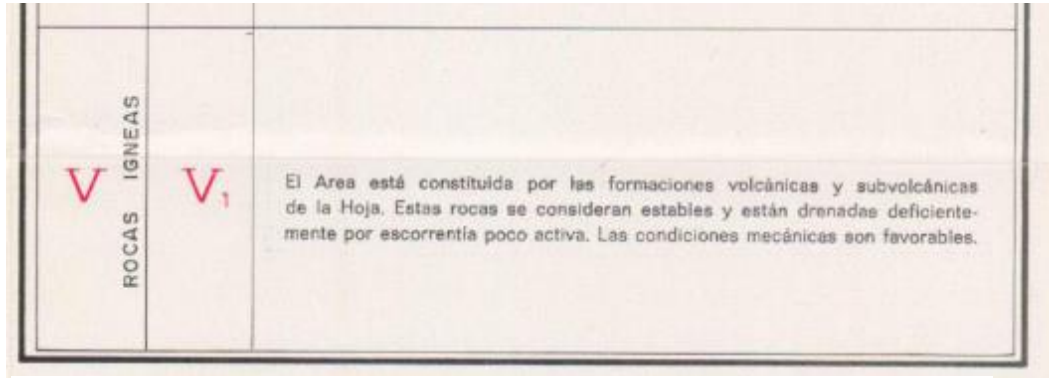 V
ROCAS IGNEAS
V1
El Area está constituida por las formaciones volcánicas y subvolcánicas
de la Hoja. Estas rocas se consideran estables y están drenadas deficiente-
mente por escorrentía poco activa. Las condiciones mecánicas son favorables.